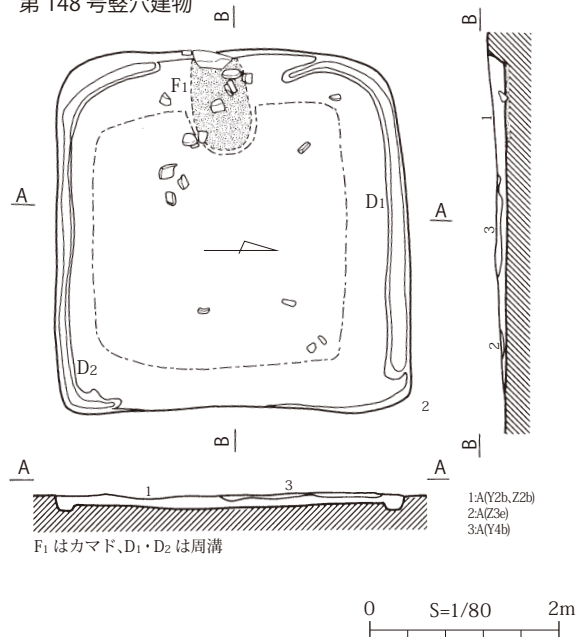 第 148 号竪穴建物
B
B
F1
1
A
D1
A
3
D2
2
2
B
B
A
A
1
3
1:A(Y2b、Z2b)
2:A(Z3e)
3:A(Y4b)
F1 はカマド、D1・D2 は周溝
0 S=1/80 2m